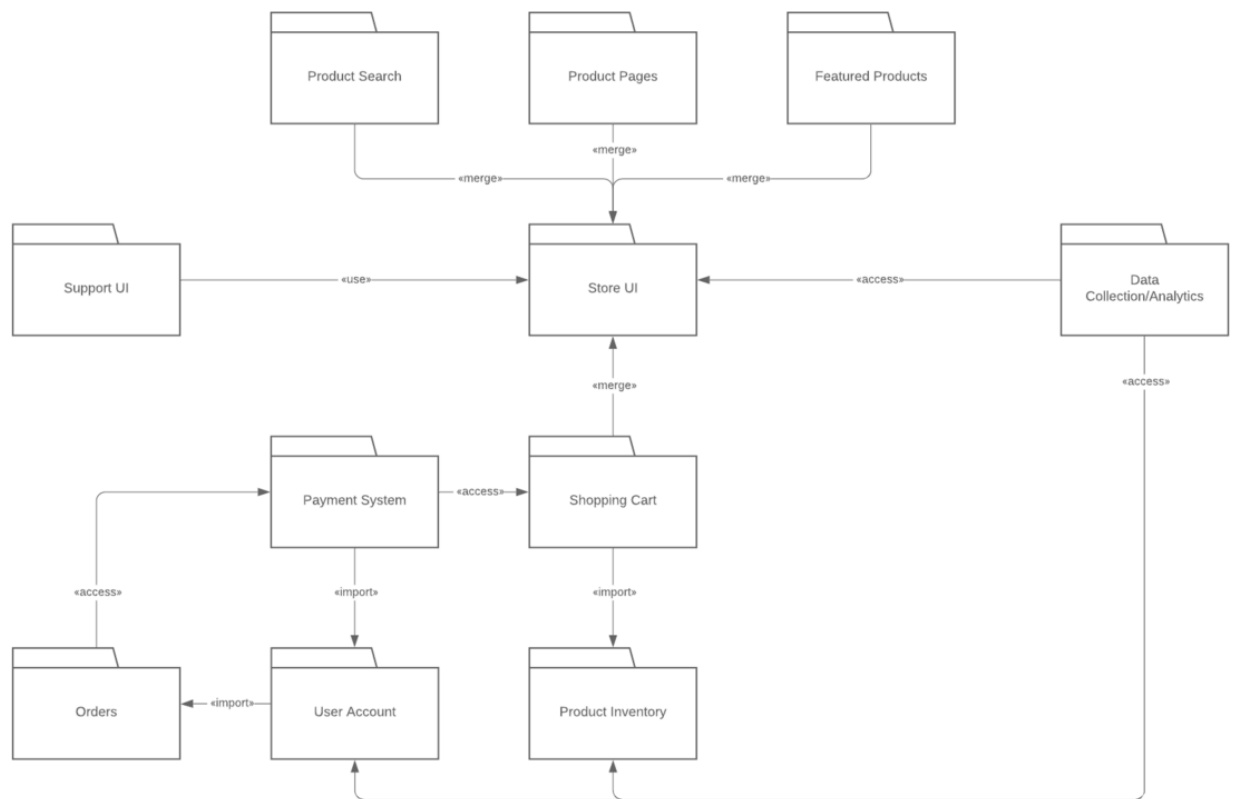 Product Search
Product Pages
Featured Products
«merge»
«merge»
«merge»
Support UI
«use»
Store UI
«access»
Data
Collection/Analytics
«merge»
«access»
Payment System
«access»
Shopping Cart
«access»
«import»
«import»
Orders
«import»
User Account
Product Inventory